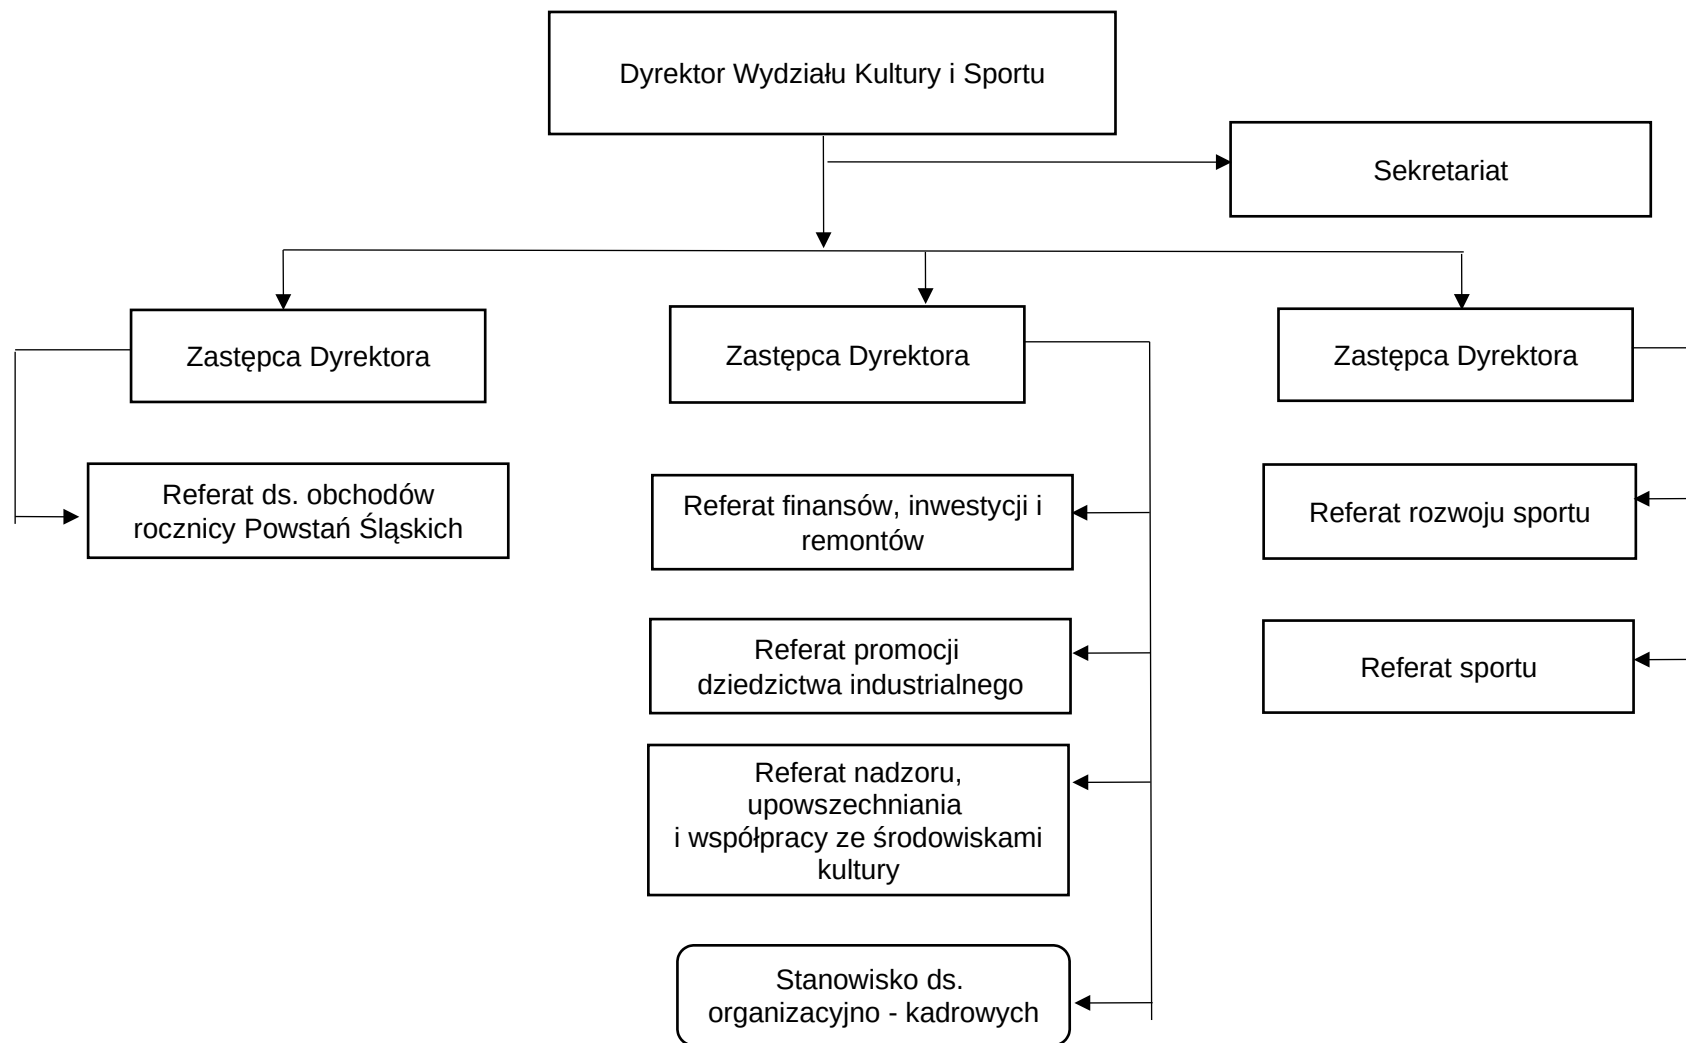 Dyrektor Wydziału Kultury i Sportu
Sekretariat
Zastępca Dyrektora
Zastępca Dyrektora
Zastępca Dyrektora
Referat ds. obchodów
rocznicy Powstań Śląskich
Referat finansów, inwestycji i
remontów
Referat rozwoju sportu
Referat promocji
dziedzictwa industrialnego
Referat sportu
Referat nadzoru,
upowszechniania
i współpracy ze środowiskami
kultury
Stanowisko ds.
organizacyjno - kadrowych